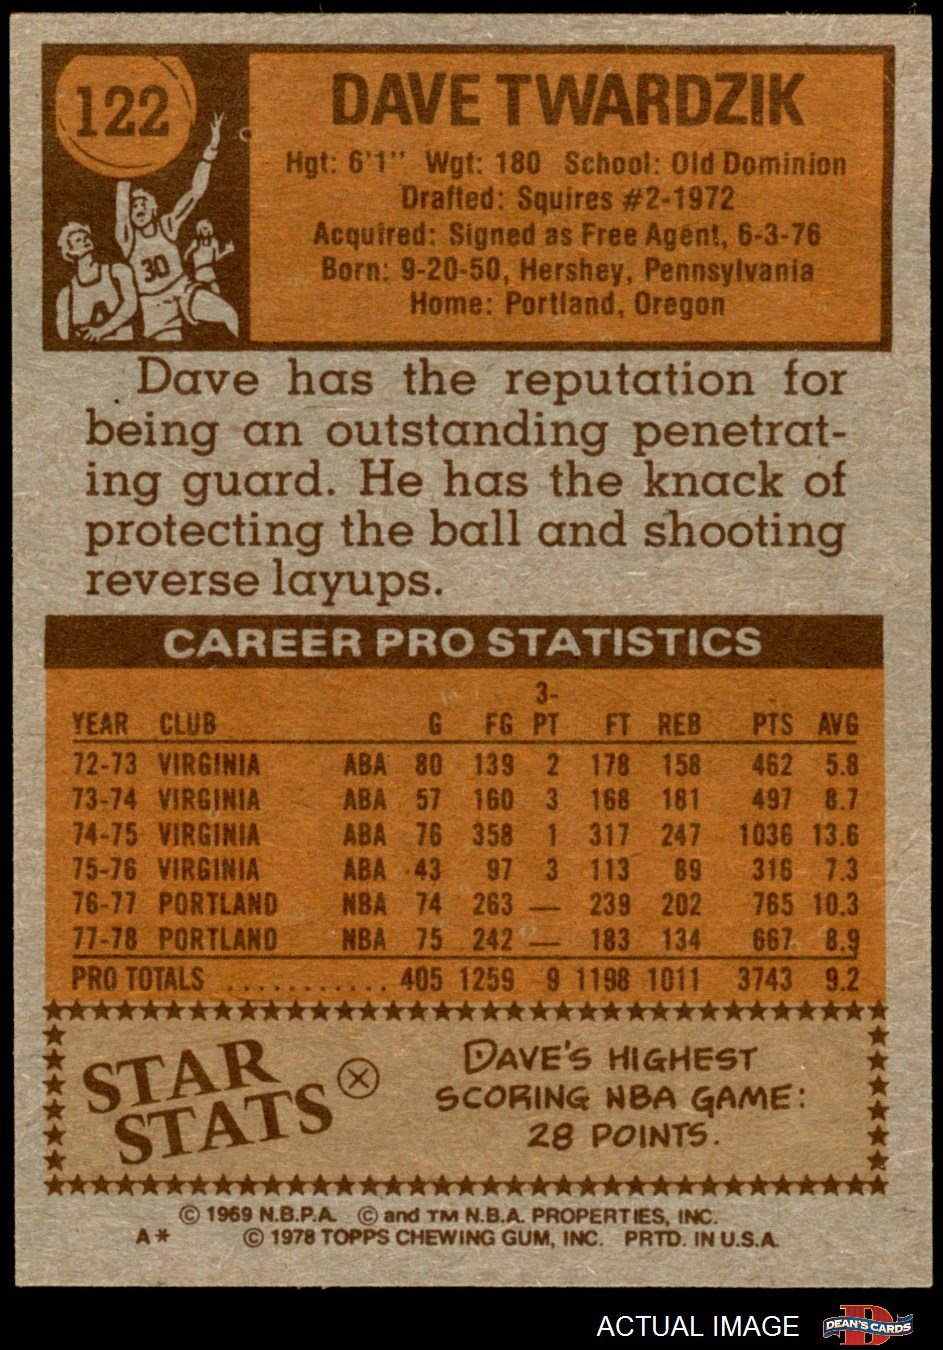 122
DAVE TWARDZIK
Hgt: 6'1" Wgt: 180 School: Old Dominion
Drafted: Squires #2-1972
Acquired: Signed as Free Agent, 6-3-76
Born: 9-20-50, Hershey, Pennsylvania
Home: Portland, Oregon
30
Dave has the reputation for
being an outstanding penetrat-
ing guard. He has the knack of
protecting the ball and shooting
reverse layups.
CAREER PRO STATISTICS
YEAR CLUB G FG 3-PT FT REB PTS AVG
72-73 VIRGINIA ABA 80 139 2 178 158 462 5.8
73-74 VIRGINIA ABA 57 160 3 168 181 497 8.7
74-75 VIRGINIA ABA 76 358 1 317 247 1036 13.6
75-76 VIRGINIA ABA 43 97 3 113 89 316 7.3
76-77 PORTLAND NBA 74 263 — 239 202 765 10.3
77-78 PORTLAND NBA 75 242 — 183 134 667 8.9
PRO TOTALS ........... 405 1259 9 1198 1011 3743 9.2
STAR
STATS
DAVE'S HIGHEST
SCORING NBA GAME:
28 POINTS.
© 1969 N.B.P.A. © and TM N.B.A. PROPERTIES, INC.
A* © 1978 TOPPS CHEWING GUM, INC. PRTD. IN U.S.A.
ACTUAL IMAGE
D
DEAN'S CARDS